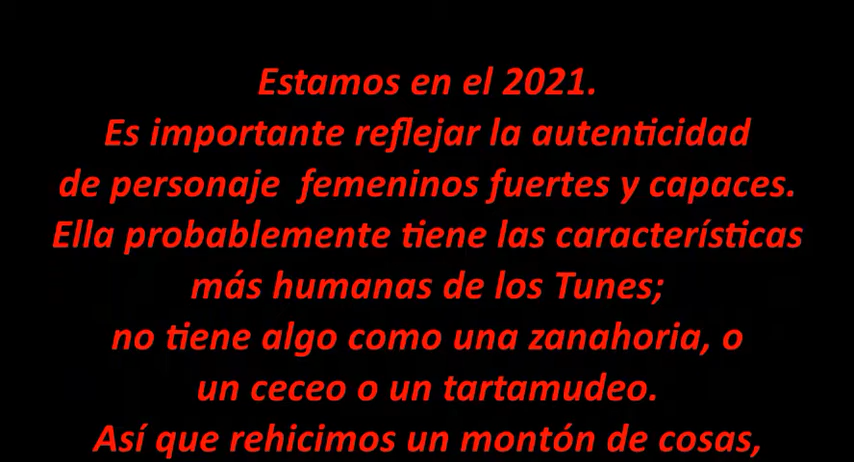 Estamos en el 2021.
Es importante reflejar la autenticidad
de personaje  femeninos fuertes y capaces.
Ella probablemente tiene las características
más humanas de los Tunes;
no tiene algo como una zanahoria, o
un ceceo o un tartamudeo.
Así que rehicimos un montón de cosas,